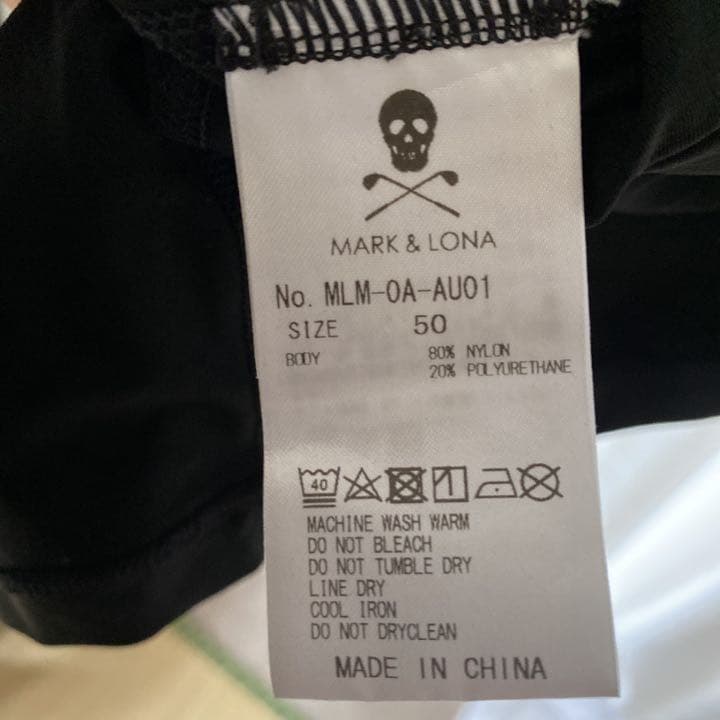 MARK & LONA
No. MLM-0A-AU01
SIZE 50
BODY 80% NYLON
20% POLYURETHANE
40
MACHINE WASH WARM
DO NOT BLEACH
DO NOT TUMBLE DRY
LINE DRY
COOL IRON
DO NOT DRYCLEAN
MADE IN CHINA